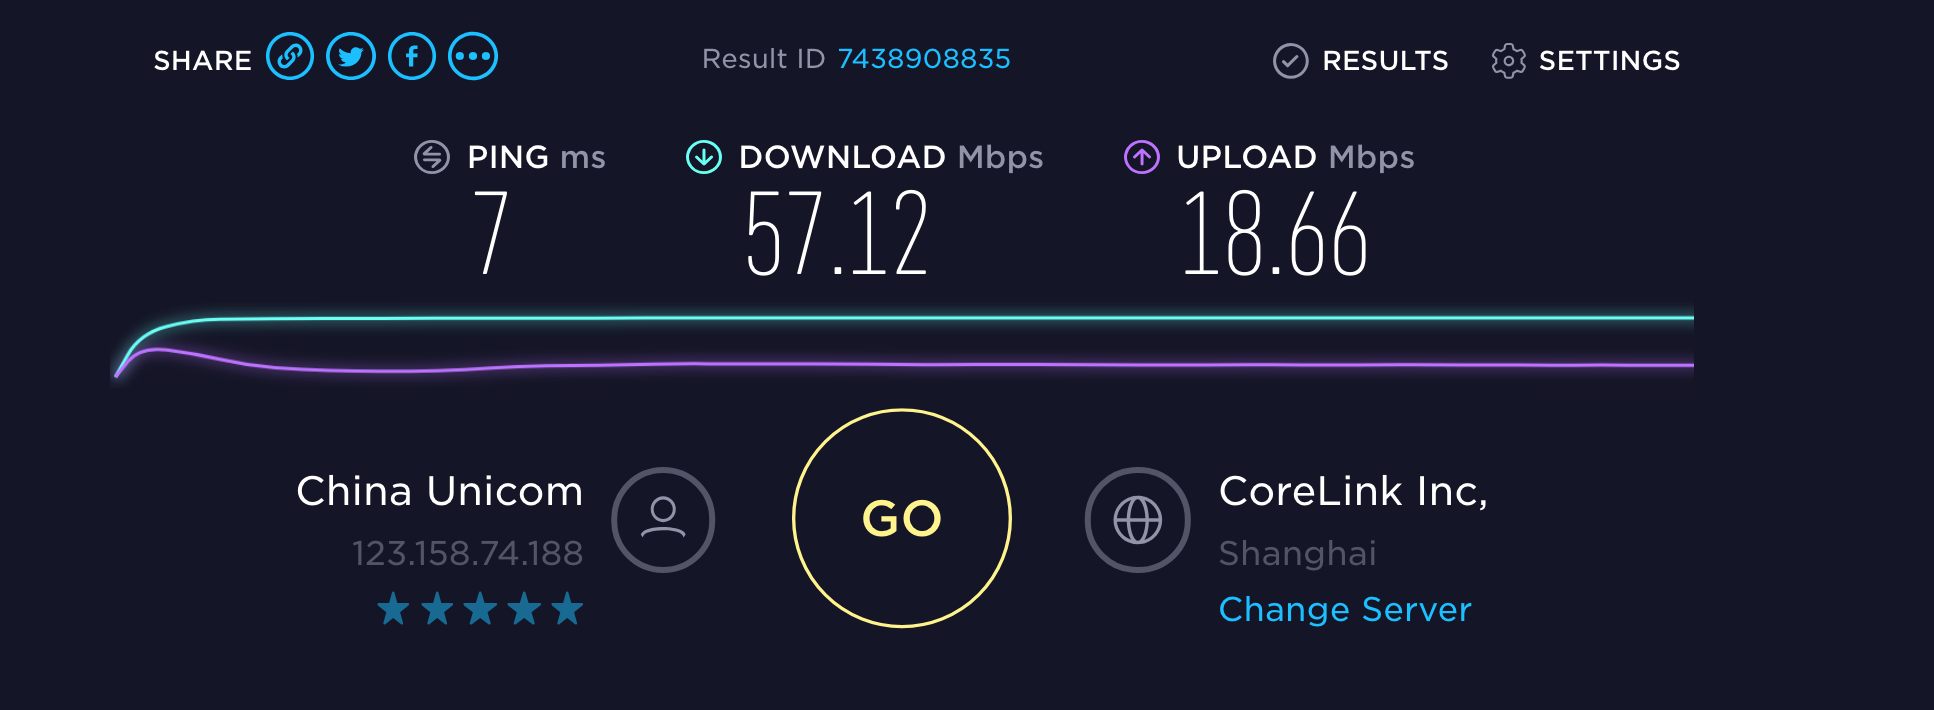 SHARE
Result ID 7438908835
RESULTS
SETTINGS
PING ms
7
DOWNLOAD Mbps
57.12
UPLOAD Mbps
18.66
China Unicom
123.158.74.188
GO
CoreLink Inc,
Shanghai
Change Server